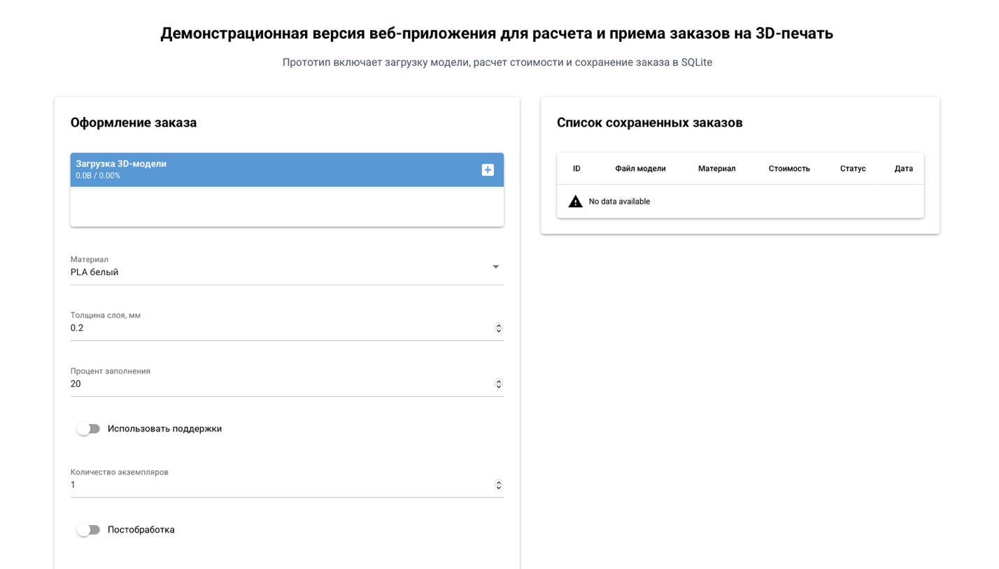 Демонстрационная версия веб-приложения для расчета и приема заказов на 3D-печать
Прототип включает загрузку модели, расчет стоимости и сохранение заказа в SQLite
Оформление заказа
Загрузка 3D-модели
0.0B / 0.00%
Материал
PLA белый
Толщина слоя, мм
0.2
Процент заполнения
20
Использовать поддержки
Количество экземпляров
1
Постобработка
Список сохраненных заказов
ID Файл модели Материал Стоимость Статус Дата
No data available